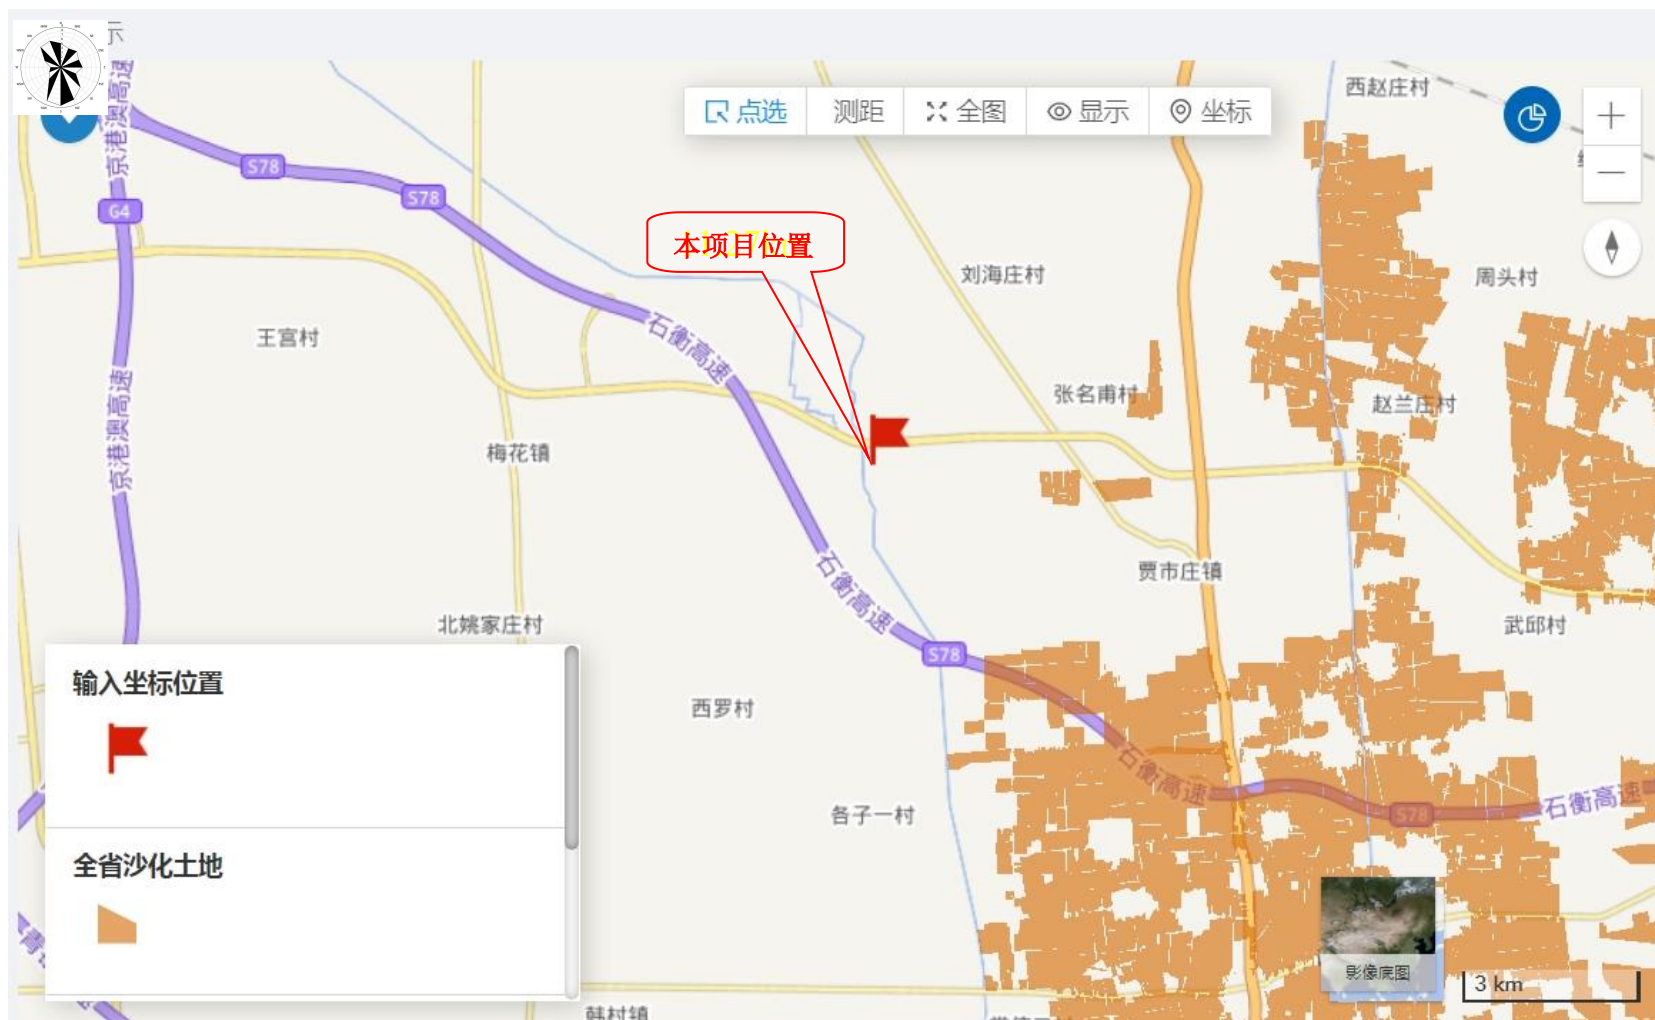 示
点选
测距
全图
显示
坐标
西赵庄村
京港澳高速
S78
S78
G4
本项目位置
刘海庄村
周头村
王宫村
石衡高速
张名甫村
赵兰庄村
京港澳高速
梅花镇
石衡高速
贾市庄镇
北姚家庄村
武邱村
S78
输入坐标位置
西罗村
石衡高速
S78
石衡高速
各子一村
全省沙化土地
影像底图
3 km
韩村镇